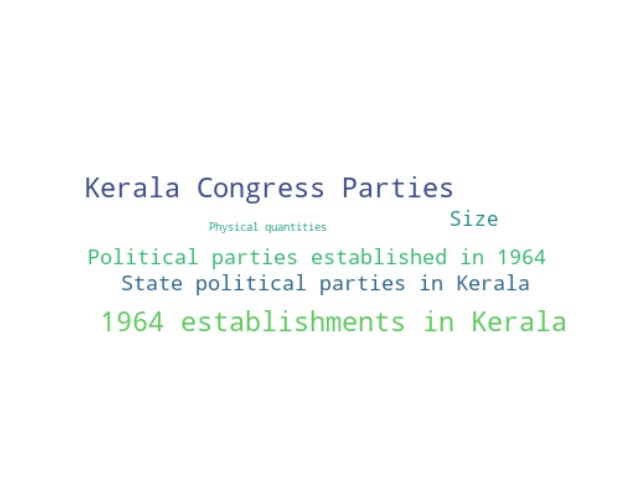 Kerala Congress Parties
Size
Physical quantities
Political parties established in 1964
State political parties in Kerala
1964 establishments in Kerala